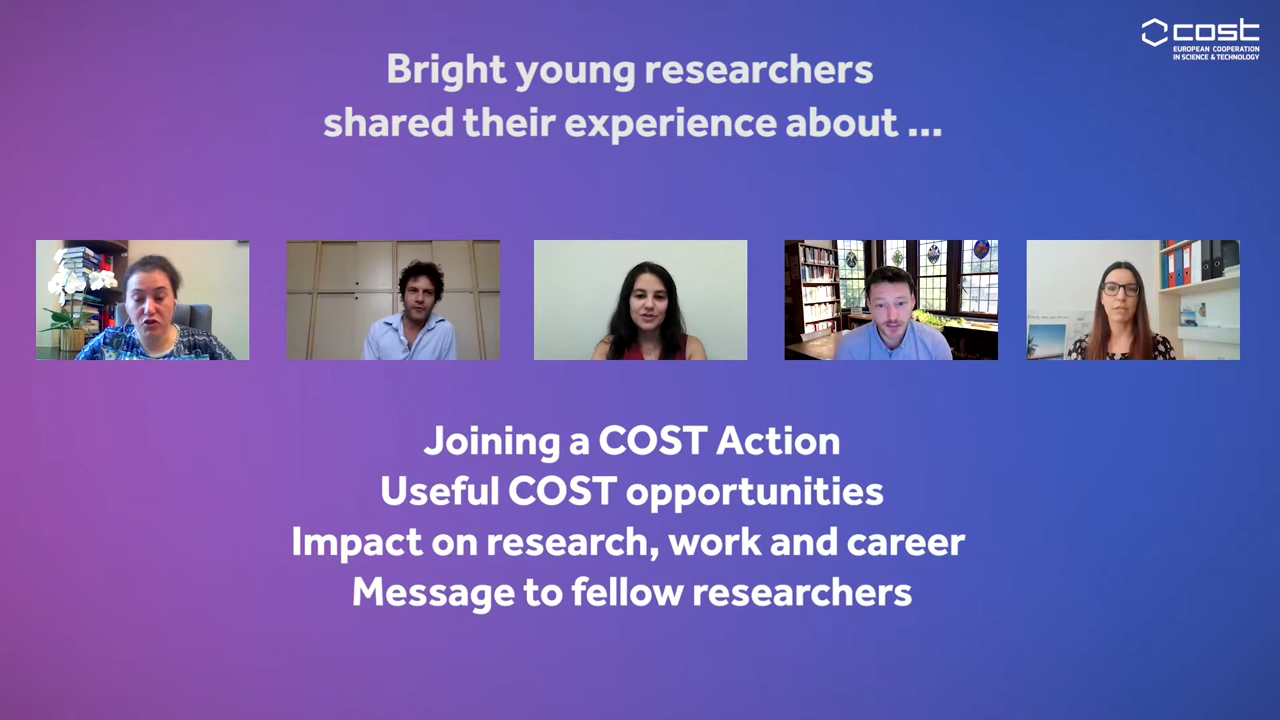 cost
EUROPEAN COOPERATION
IN SCIENCE & TECHNOLOGY
Bright young researchers
shared their experience about ...
Joining a COST Action
Useful COST opportunities
Impact on research, work and career
Message to fellow researchers